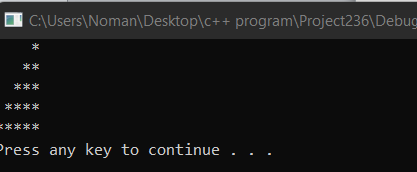 C:\Users\Noman\Desktop\c++ program\Project236\Debug
    *
   **
  ***
 ****
*****
Press any key to continue . . .